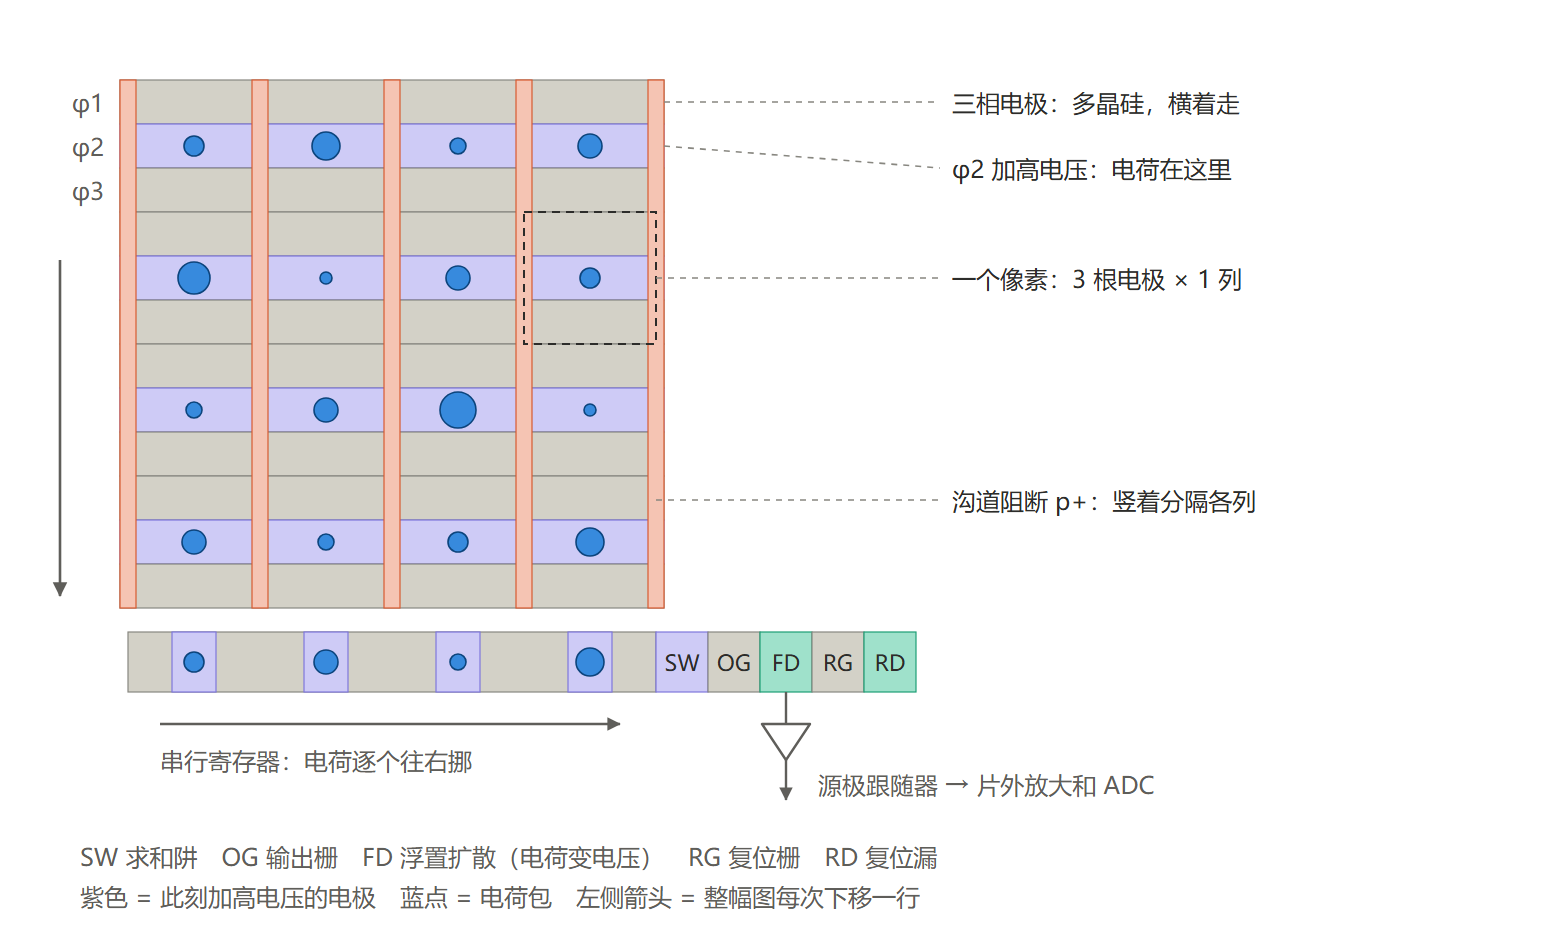 φ1
三相电极：多晶硅，横着走
φ2
φ2 加高电压：电荷在这里
φ3
一个像素：3 根电极 × 1 列
沟道阻断 p+：竖着分隔各列
SW OG FD RG RD
串行寄存器：电荷逐个往右挪
源极跟随器 → 片外放大和 ADC
SW 求和阱 OG 输出栅 FD 浮置扩散（电荷变电压） RG 复位栅 RD 复位漏
紫色 = 此刻加高电压的电极 蓝点 = 电荷包 左侧箭头 = 整幅图每次下移一行